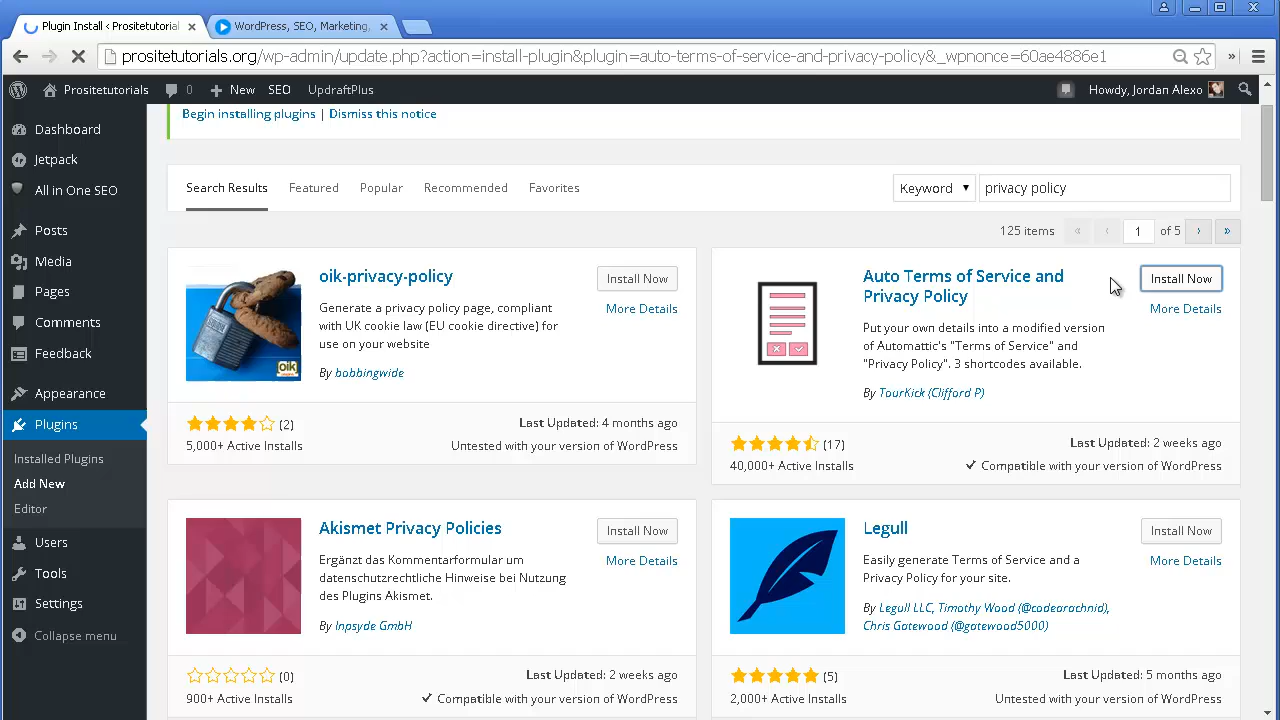 Plugin Install ‹ Prositetutorial
WordPress, SEO, Marketing,
prositetutorials.org/wp-admin/update.php?action=install-plugin&plugin=auto-terms-of-service-and-privacy-policy&_wpnonce=60ae4886e1
Prositetutorials 0 New SEO UpdraftPlus Howdy, Jordan Alexo
Dashboard
Jetpack
All in One SEO
Posts
Media
Pages
Comments
Feedback
Appearance
Plugins
Installed Plugins
Add New
Editor
Users
Tools
Settings
Collapse menu
Begin installing plugins | Dismiss this notice
Search Results Featured Popular Recommended Favorites Keyword ▼ privacy policy
125 items « ‹ 1 of 5 › »
oik-privacy-policy
Install Now
More Details
Generate a privacy policy page, compliant
with UK cookie law (EU cookie directive) for
use on your website
By bobbingwide
oik
plugins
(2)
5,000+ Active Installs
Last Updated: 4 months ago
Untested with your version of WordPress
Auto Terms of Service and
Privacy Policy
Install Now
More Details
Put your own details into a modified version
of Automattic's "Terms of Service" and
"Privacy Policy". 3 shortcodes available.
By TourKick (Clifford P)
(17)
40,000+ Active Installs
Last Updated: 2 weeks ago
✓ Compatible with your version of WordPress
Akismet Privacy Policies
Install Now
More Details
Ergänzt das Kommentarformular um
datenschutzrechtliche Hinweise bei Nutzung
des Plugins Akismet.
By Inpsyde GmbH
(0)
900+ Active Installs
Last Updated: 2 weeks ago
✓ Compatible with your version of WordPress
Legull
Install Now
More Details
Easily generate Terms of Service and a
Privacy Policy for your site.
By Legull LLC, Timothy Wood (@codearachnid),
Chris Gatewood (@gatewood5000)
(5)
2,000+ Active Installs
Last Updated: 5 months ago
Untested with your version of WordPress